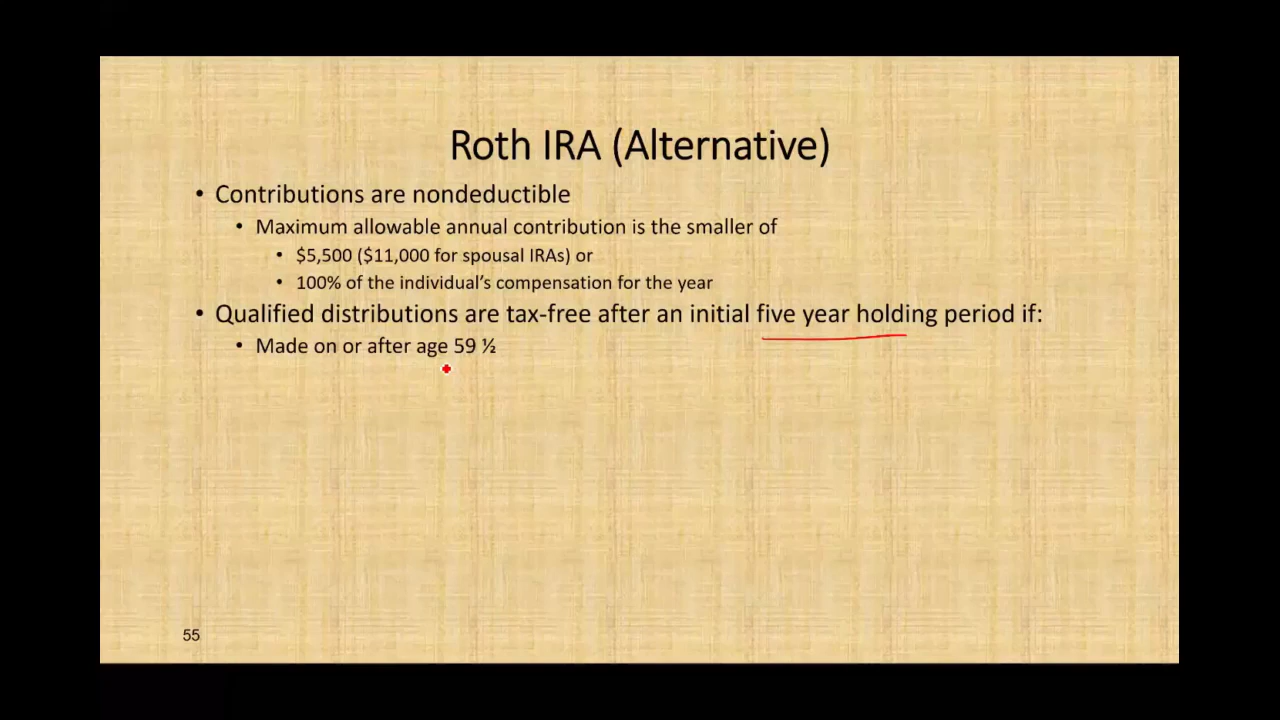 Roth IRA (Alternative)
• Contributions are nondeductible
• Maximum allowable annual contribution is the smaller of
• $5,500 ($11,000 for spousal IRAs) or
• 100% of the individual’s compensation for the year
• Qualified distributions are tax-free after an initial five year holding period if:
• Made on or after age 59 ½
55